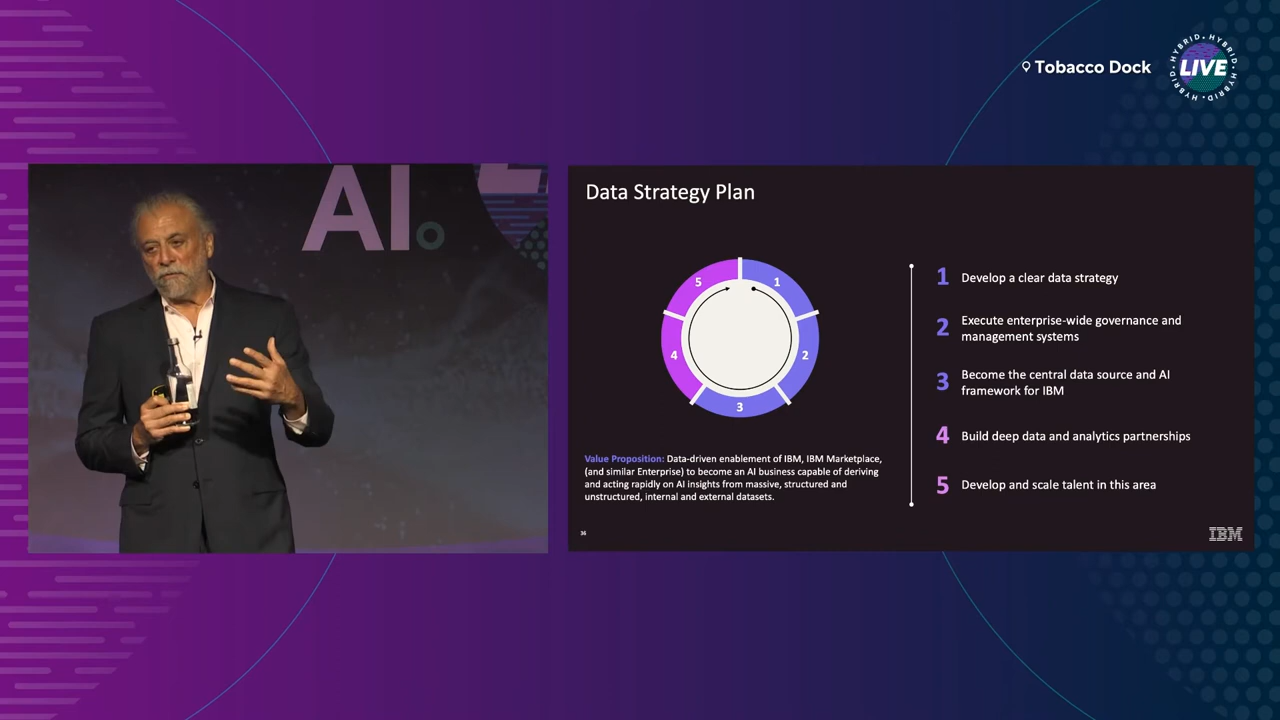 Tobacco Dock
HYBRID • HYBRID • HYBRID • HYBRID •
LIVE
AI.
Data Strategy Plan
1
2
3
4
5
1 Develop a clear data strategy
2 Execute enterprise-wide governance and
management systems
3 Become the central data source and AI
framework for IBM
4 Build deep data and analytics partnerships
5 Develop and scale talent in this area
Value Proposition: Data-driven enablement of IBM, IBM Marketplace,
(and similar Enterprise) to become an AI business capable of deriving
and acting rapidly on AI insights from massive, structured and
unstructured, internal and external datasets.
36
IBM